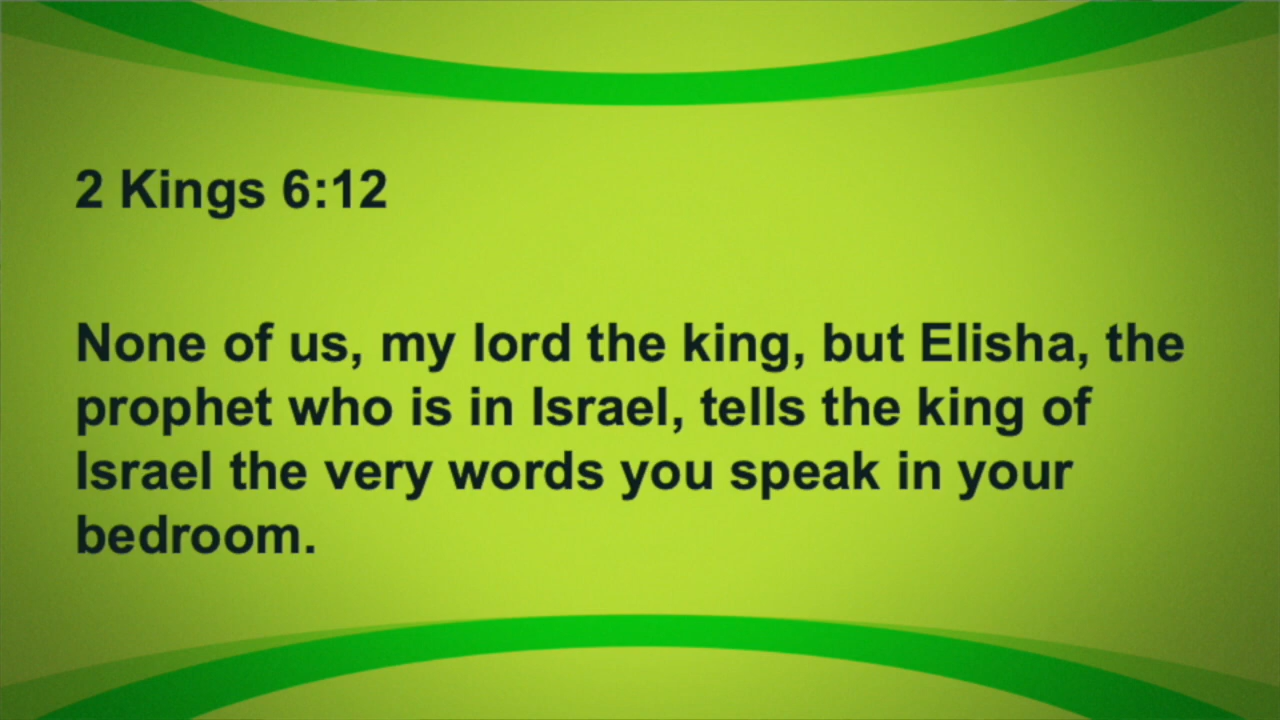 2 Kings 6:12
None of us, my lord the king, but Elisha, the
prophet who is in Israel, tells the king of
Israel the very words you speak in your
bedroom.